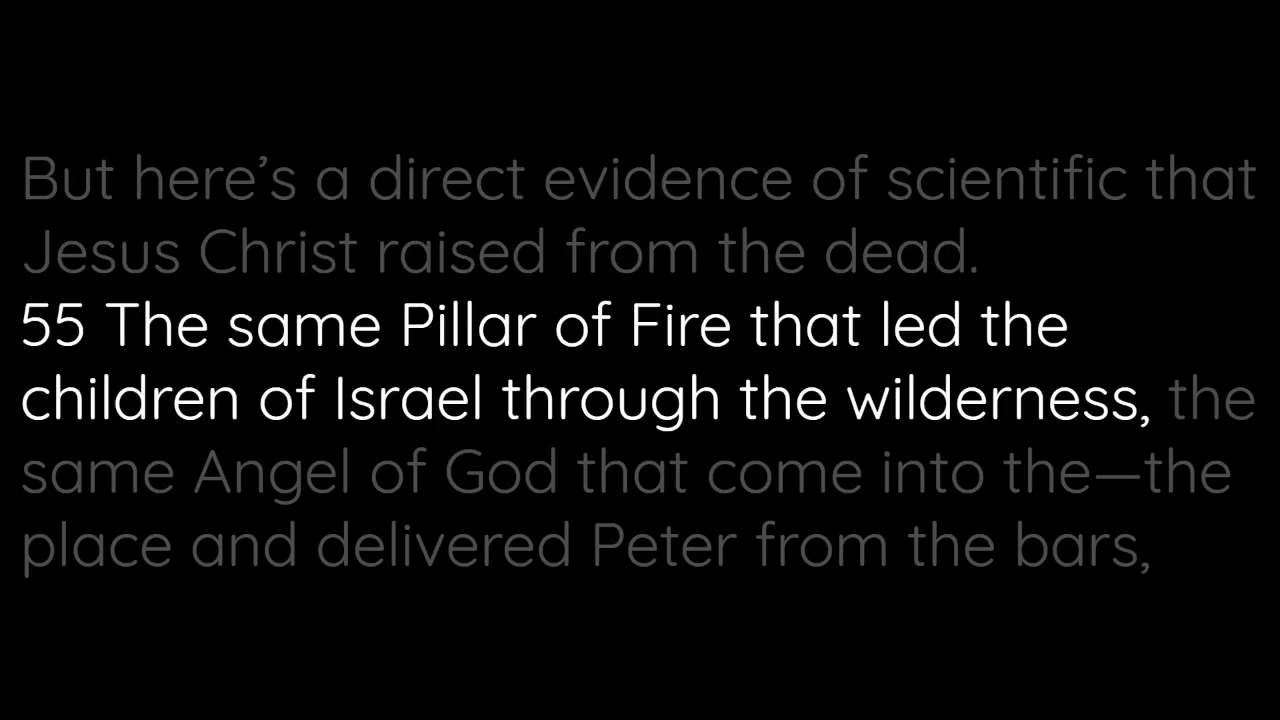 But here’s a direct evidence of scientific that
Jesus Christ raised from the dead.
55 The same Pillar of Fire that led the
children of Israel through the wilderness, the
same Angel of God that come into the—the
place and delivered Peter from the bars,